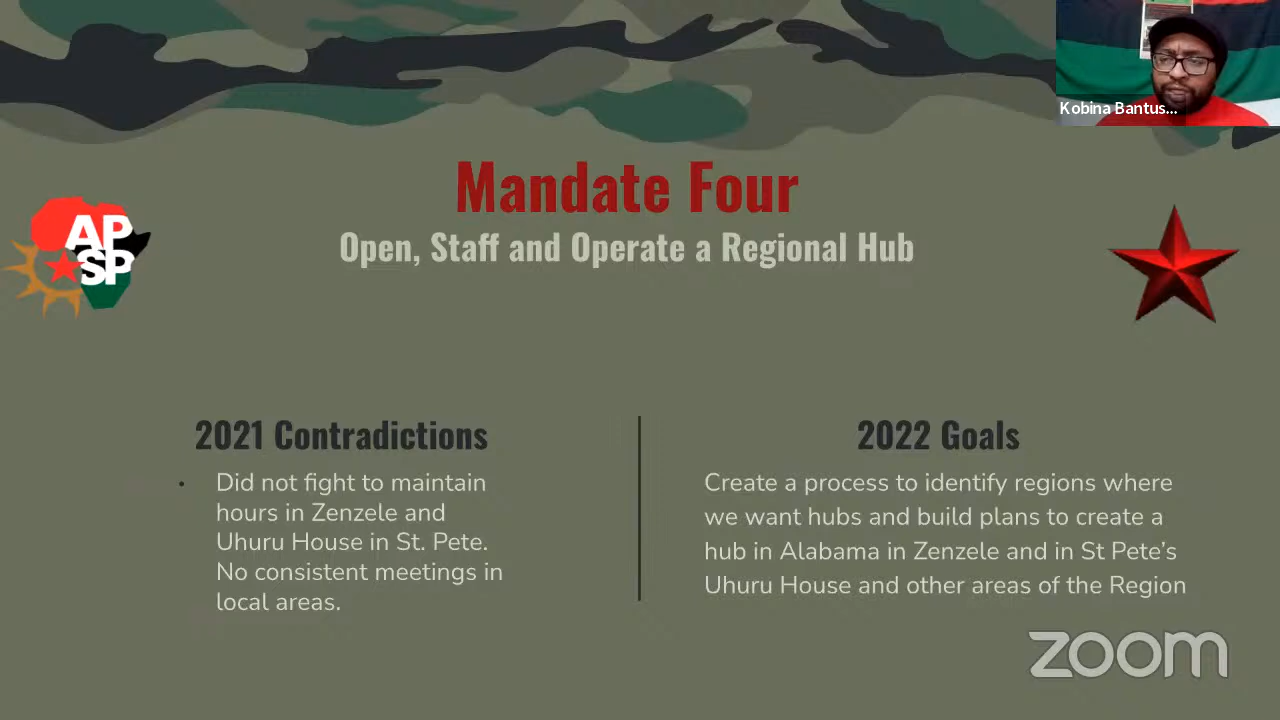 Kobina Bantus...
Mandate Four
AP
SP
Open, Staff and Operate a Regional Hub
2021 Contradictions
Did not fight to maintain
hours in Zenzele and
Uhuru House in St. Pete.
No consistent meetings in
local areas.
2022 Goals
Create a process to identify regions where
we want hubs and build plans to create a
hub in Alabama in Zenzele and in St Pete’s
Uhuru House and other areas of the Region
zoom